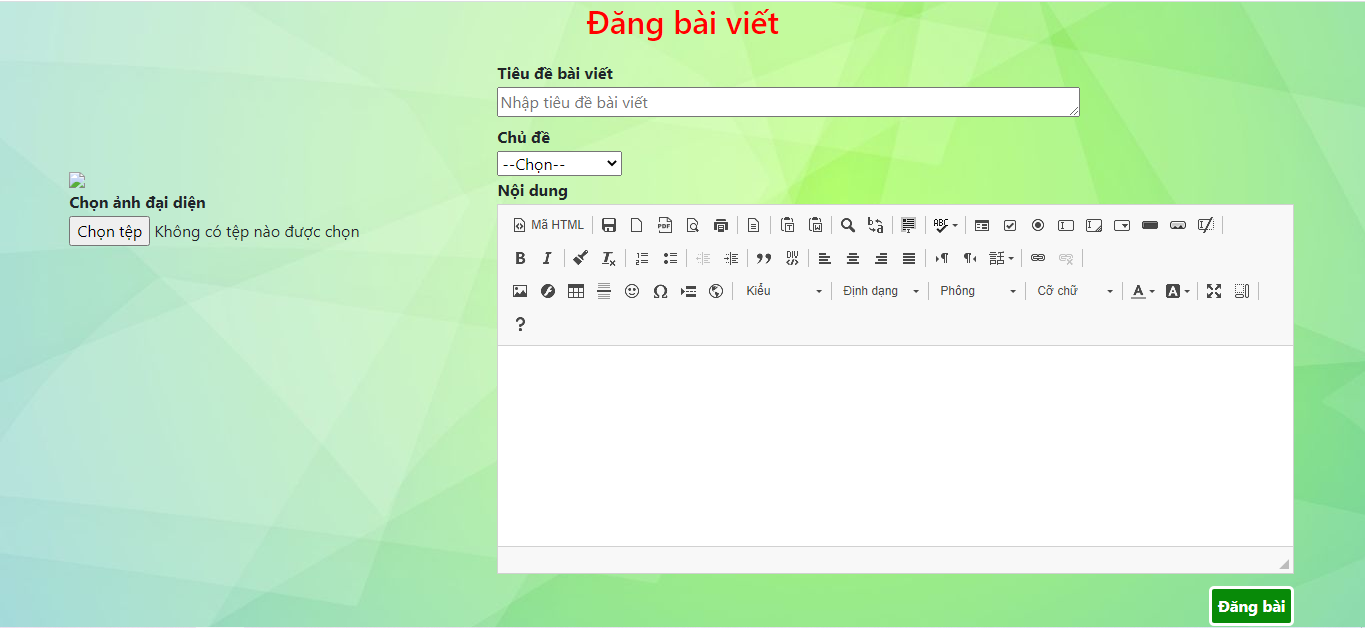 Đăng bài viết
Tiêu đề bài viết
Nhập tiêu đề bài viết
Chủ đề
--Chọn--
Chọn ảnh đại diện
Chọn tệp Không có tệp nào được chọn
Nội dung
Mã HTML
Kiểu Định dạng Phông Cỡ chữ
Đăng bài